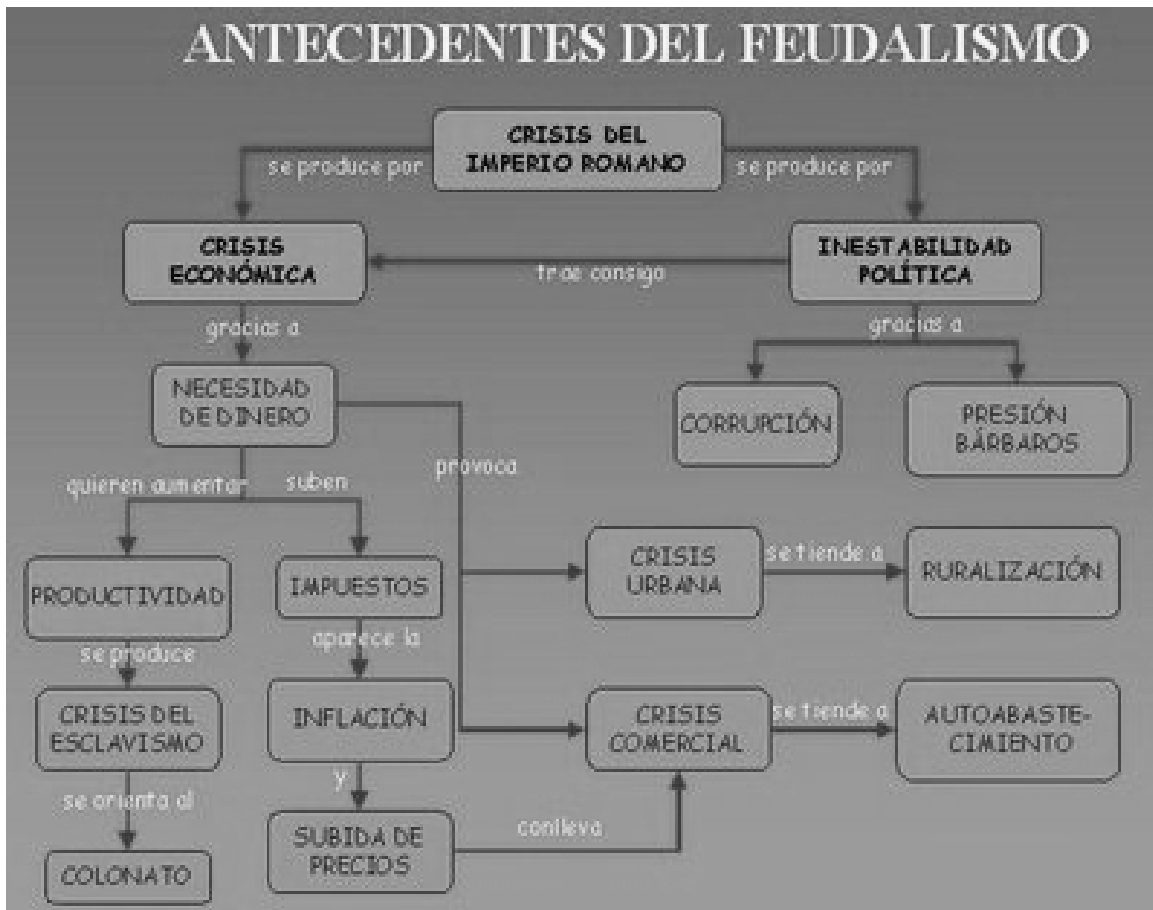 ANTECEDENTES DEL FEUDALISMO
CRISIS DEL
IMPERIO ROMANO
se produce por
se produce por
CRISIS
ECONÓMICA
trae consigo
INESTABILIDAD
POLÍTICA
gracias a
gracias a
NECESIDAD
DE DINERO
CORRUPCIÓN
PRESIÓN
BÁRBAROS
provoca
quieren aumentar
suben
PRODUCTIVIDAD
IMPUESTOS
CRISIS
URBANA
se tiende a
RURALIZACIÓN
se produce
aparece la
CRISIS DEL
ESCLAVISMO
INFLACIÓN
CRISIS
COMERCIAL
se tiende a
AUTOABASTE-
CIMIENTO
se orienta al
y
COLONATO
SUBIDA DE
PRECIOS
conlleva